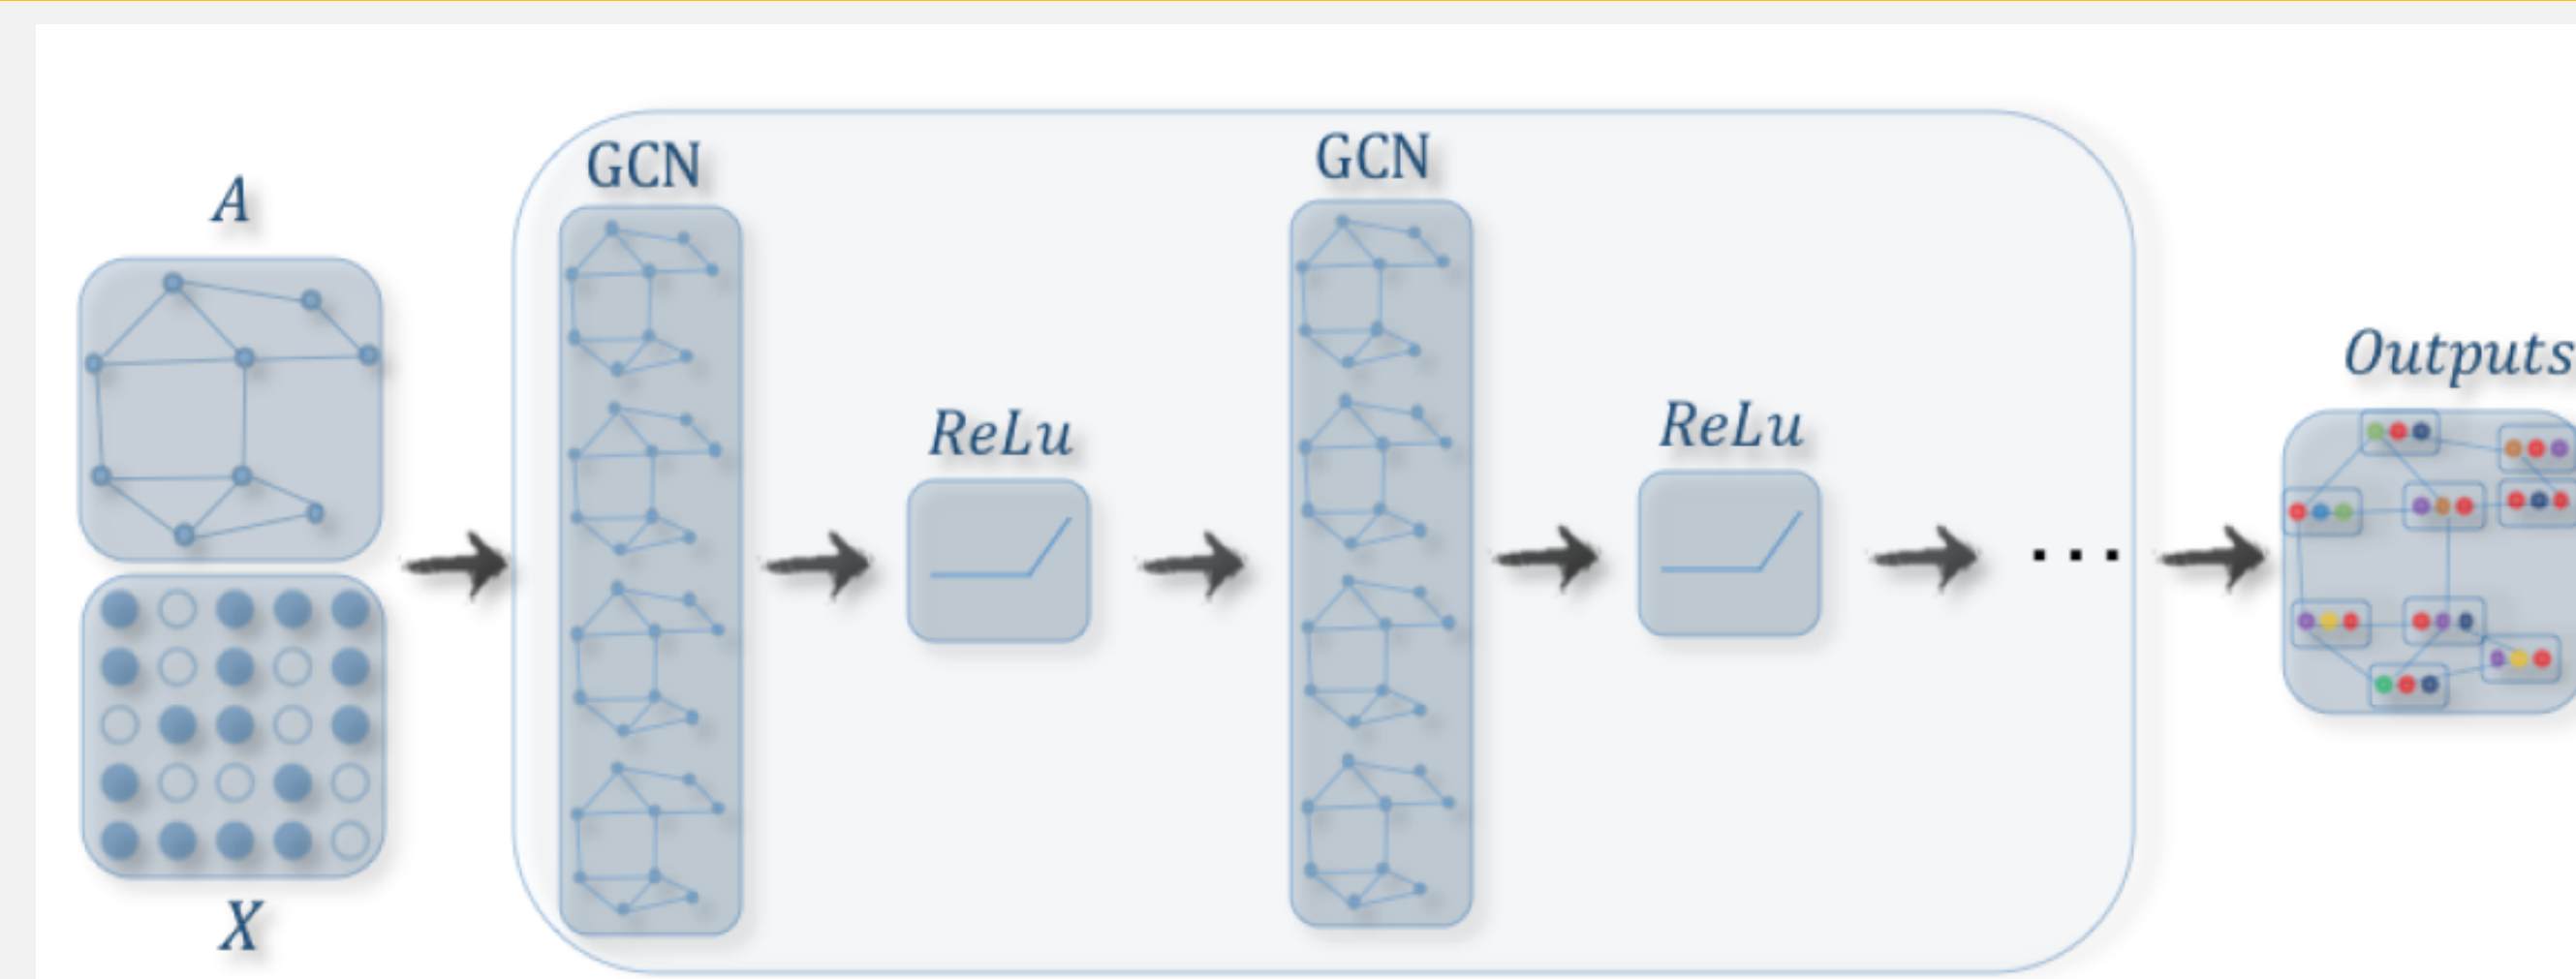 A
X
GCN
ReLu
GCN
ReLu
...
Outputs